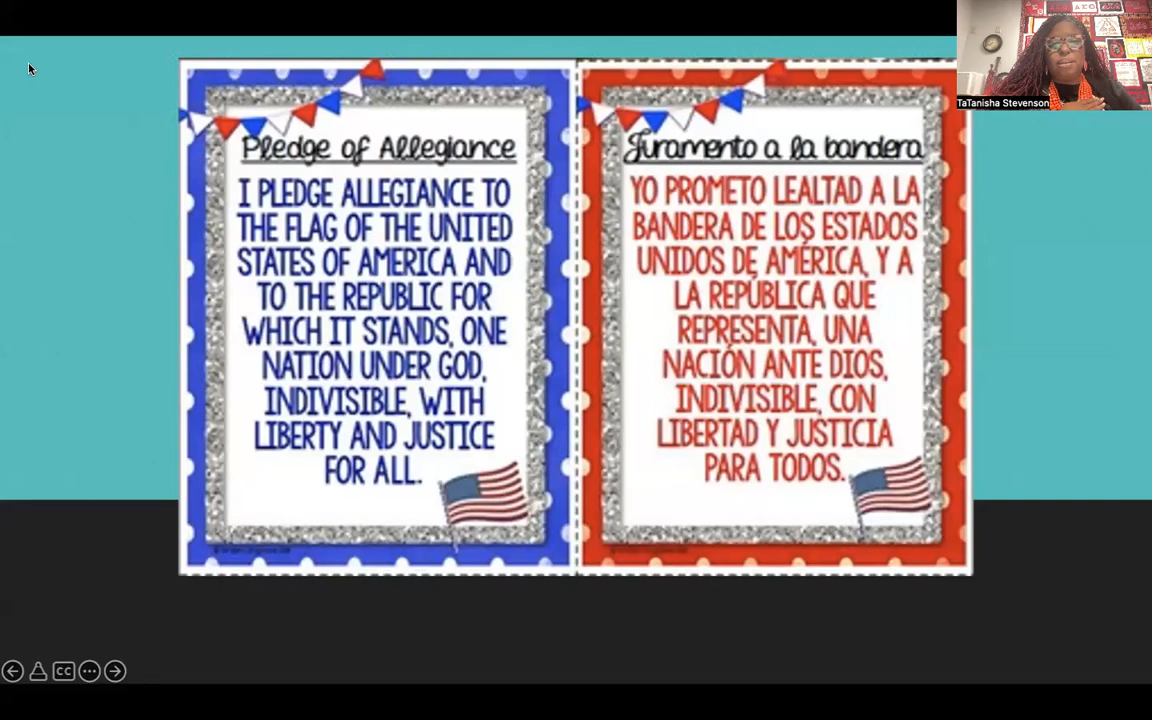 Pledge of Allegiance
I PLEDGE ALLEGIANCE TO
THE FLAG OF THE UNITED
STATES OF AMERICA AND
TO THE REPUBLIC FOR
WHICH IT STANDS, ONE
NATION UNDER GOD,
INDIVISIBLE, WITH
LIBERTY AND JUSTICE
FOR ALL.
Juramento a la bandera
YO PROMETO LEALTAD A LA
BANDERA DE LOS ESTADOS
UNIDOS DE AMÉRICA, Y A
LA REPÚBLICA QUE
REPRESENTA, UNA
NACIÓN ANTE DIOS,
INDIVISIBLE, CON
LIBERTAD Y JUSTICIA
PARA TODOS.
TaTanisha Stevenson
CC